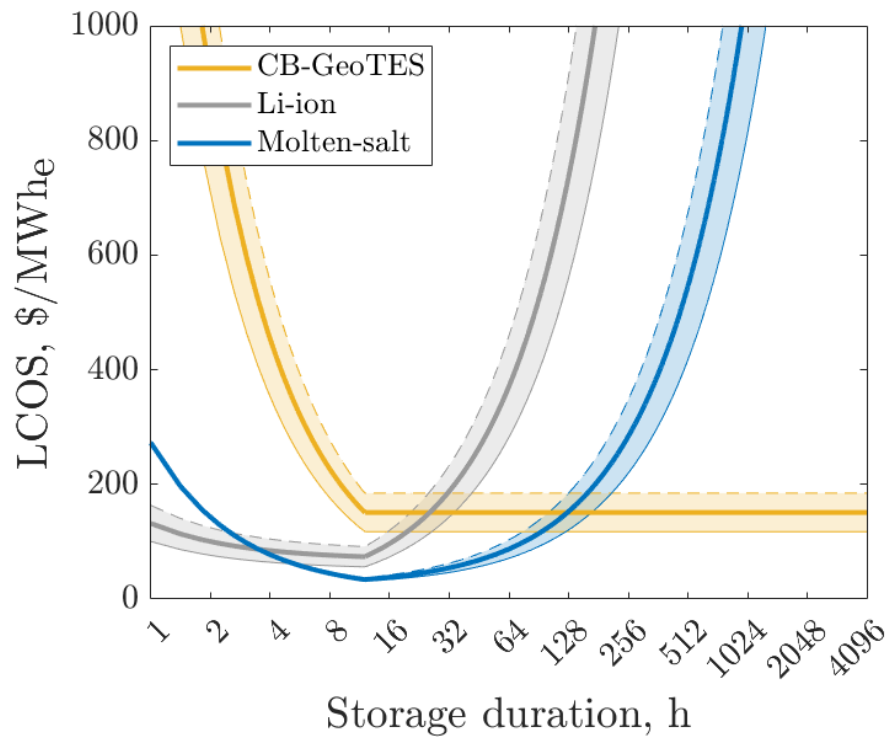 1000
800
600
400
200
0
LCOS, $/MWhe
CB-GeoTES
Li-ion
Molten-salt
1 2 4 8 16 32 64 128 256 512 1024 2048 4096
Storage duration, h